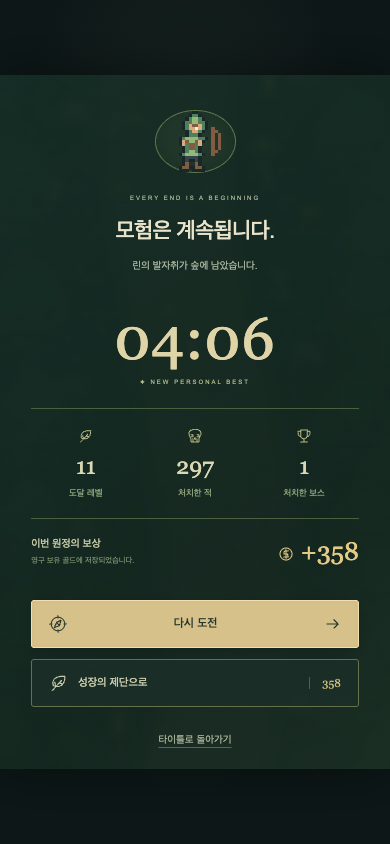 EVERY END IS A BEGINNING
모험은 계속됩니다.
린의 발자취가 숲에 남았습니다.
04:06
✦ NEW PERSONAL BEST
11
297
1
도달 레벨
처치한 적
처치한 보스
이번 원정의 보상
영구 보유 골드에 저장되었습니다.
+358
다시 도전
성장의 제단으로
358
타이틀로 돌아가기